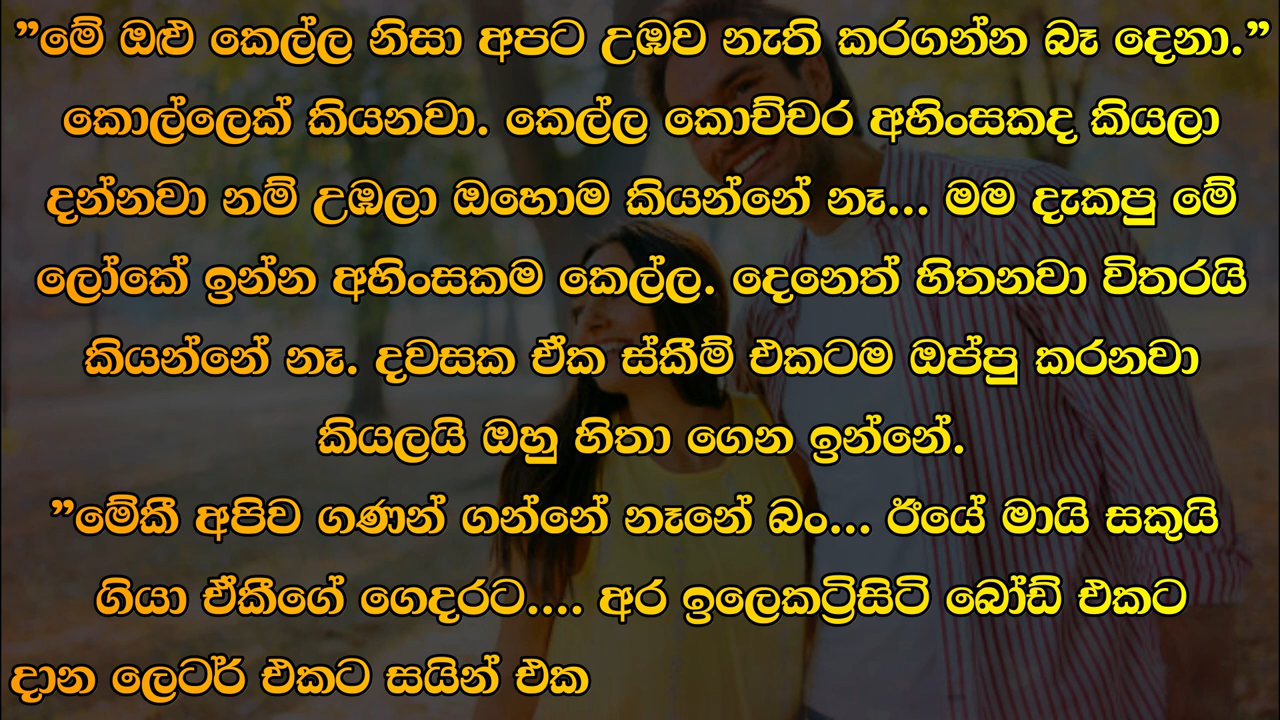 ”මේ ඔළු කෙල්ල නිසා අපට උඹව නැති කරගන්න බෑ දෙනා.”
කොල්ලෙක් කියනවා. කෙල්ල කොච්චර අහිංසකද කියලා
දන්නවා නම් උඹලා ඔහොම කියන්නේ නෑ... මම දැකපු මේ
ලෝකේ ඉන්න අහිංසකම කෙල්ල. දෙනෙත් හිතනවා විතරයි
කියන්නේ නෑ. දවසක ඒක ස්කීම් එකටම ඔප්පු කරනවා
කියලයි ඔහු හිතා ගෙන ඉන්නේ.
”මේකී අපිව ගණන් ගන්නේ නෑනේ බං... ඊයේ මායි සකුයි
ගියා ඒකීගේ ගෙදරට.... අර ඉලෙකට්‍රිසිටි බෝඩ් එකට
දාන ලෙටර් එකට සයින් එක